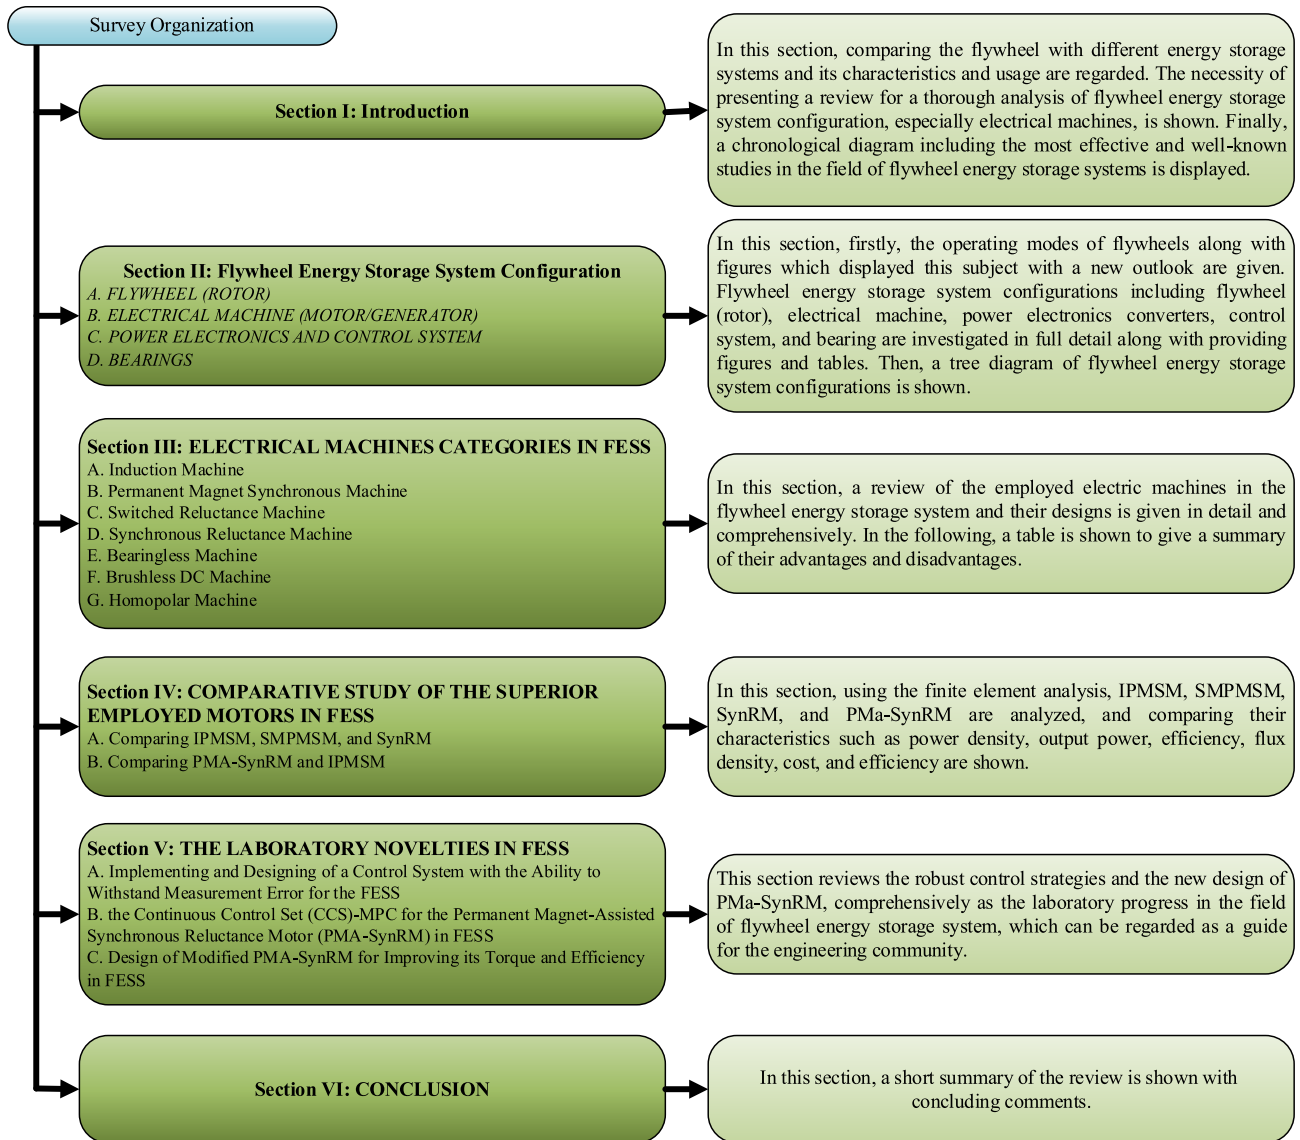 Survey Organization
Section I: Introduction
In this section, comparing the flywheel with different energy storage
systems and its characteristics and usage are regarded. The necessity of
presenting a review for a thorough analysis of flywheel energy storage
system configuration, especially electrical machines, is shown. Finally,
a chronological diagram including the most effective and well-known
studies in the field of flywheel energy storage systems is displayed.
Section II: Flywheel Energy Storage System Configuration
A. FLYWHEEL (ROTOR)
B. ELECTRICAL MACHINE (MOTOR/GENERATOR)
C. POWER ELECTRONICS AND CONTROL SYSTEM
D. BEARINGS
In this section, firstly, the operating modes of flywheels along with
figures which displayed this subject with a new outlook are given.
Flywheel energy storage system configurations including flywheel
(rotor), electrical machine, power electronics converters, control
system, and bearing are investigated in full detail along with providing
figures and tables. Then, a tree diagram of flywheel energy storage
system configurations is shown.
Section III: ELECTRICAL MACHINES CATEGORIES IN FESS
A. Induction Machine
B. Permanent Magnet Synchronous Machine
C. Switched Reluctance Machine
D. Synchronous Reluctance Machine
E. Bearingless Machine
F. Brushless DC Machine
G. Homopolar Machine
In this section, a review of the employed electric machines in the
flywheel energy storage system and their designs is given in detail and
comprehensively. In the following, a table is shown to give a summary
of their advantages and disadvantages.
Section IV: COMPARATIVE STUDY OF THE SUPERIOR
EMPLOYED MOTORS IN FESS
A. Comparing IPMSM, SMPMSM, and SynRM
B. Comparing PMA-SynRM and IPMSM
In this section, using the finite element analysis, IPMSM, SMPMSM,
SynRM, and PMa-SynRM are analyzed, and comparing their
characteristics such as power density, output power, efficiency, flux
density, cost, and efficiency are shown.
Section V: THE LABORATORY NOVELTIES IN FESS
A. Implementing and Designing of a Control System with the Ability to
Withstand Measurement Error for the FESS
B. the Continuous Control Set (CCS)-MPC for the Permanent Magnet-Assisted
Synchronous Reluctance Motor (PMA-SynRM) in FESS
C. Design of Modified PMA-SynRM for Improving its Torque and Efficiency
in FESS
This section reviews the robust control strategies and the new design of
PMa-SynRM, comprehensively as the laboratory progress in the field
of flywheel energy storage system, which can be regarded as a guide
for the engineering community.
Section VI: CONCLUSION
In this section, a short summary of the review is shown with
concluding comments.